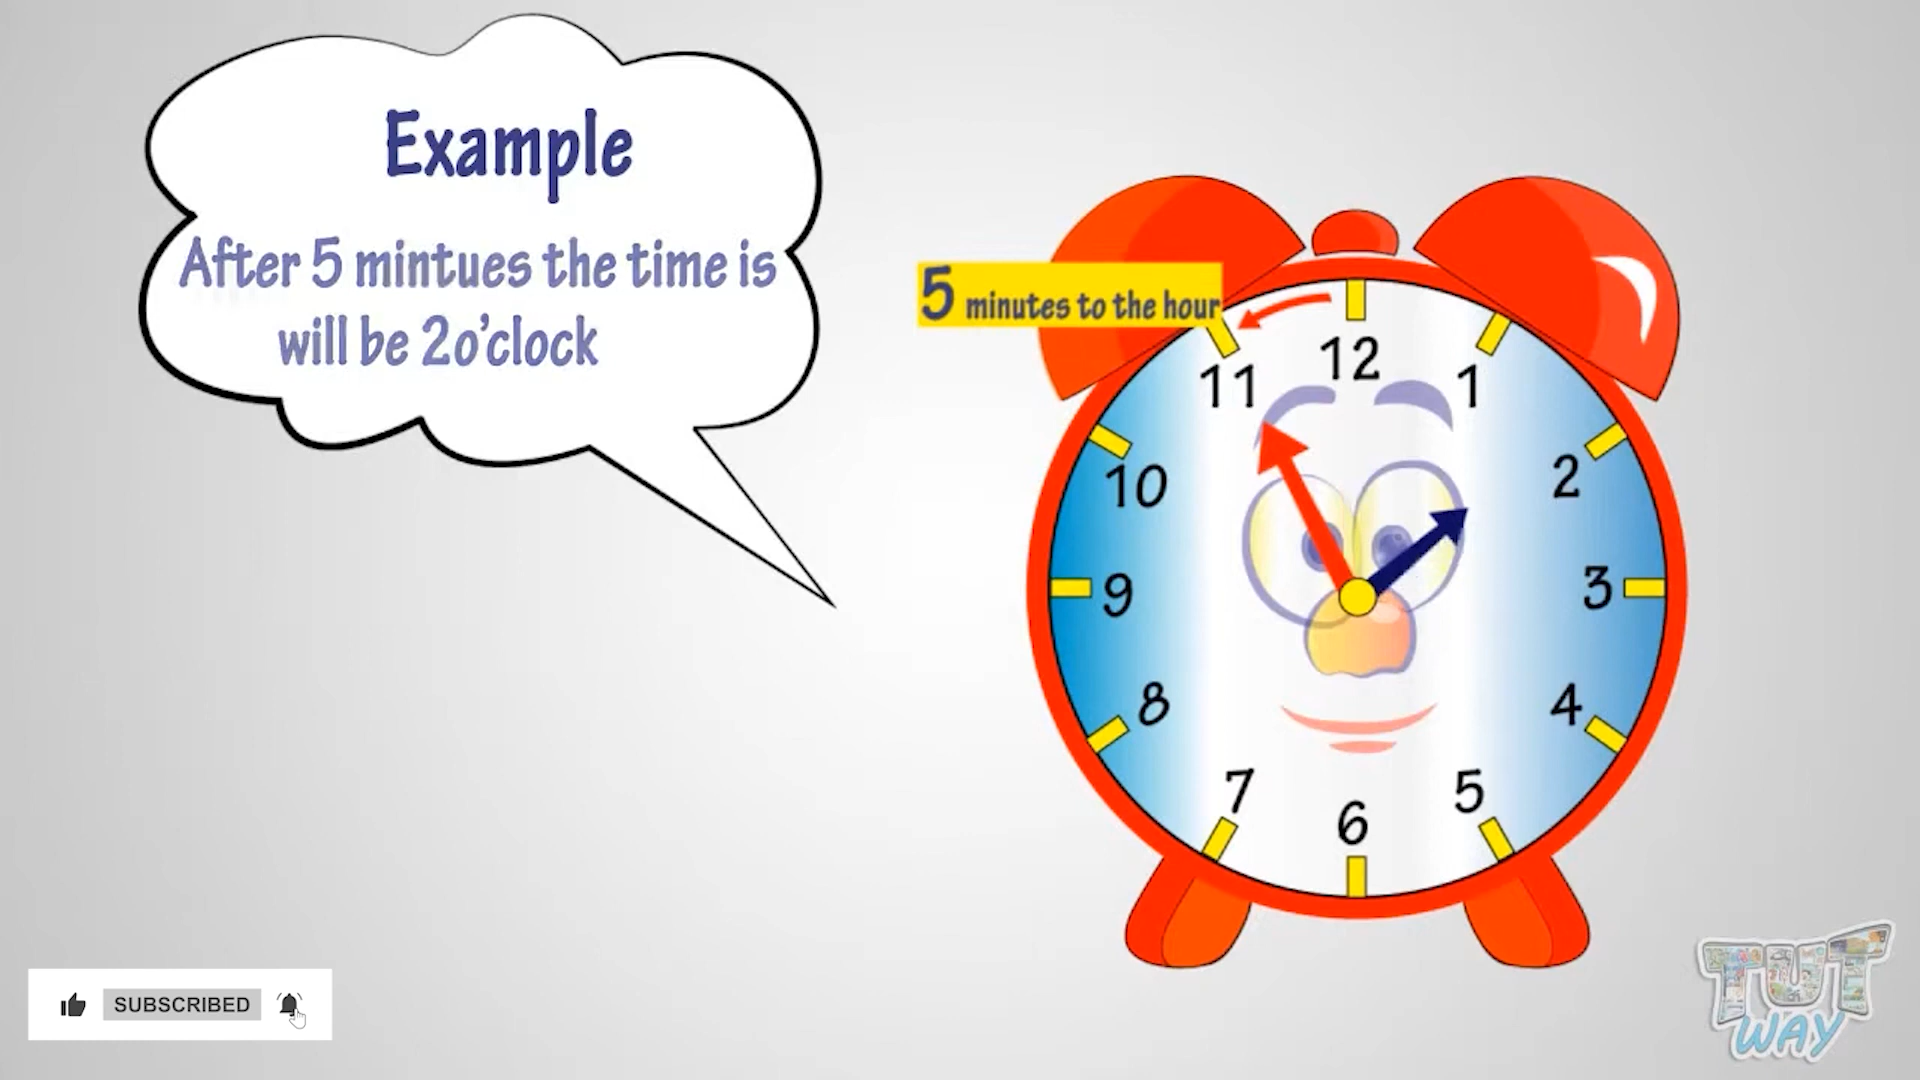 Example
After 5 mintues the time is
will be 2o'clock
5 minutes to the hour
12
11
1
10
2
9
3
8
4
7
5
6
SUBSCRIBED
TUT
WAY